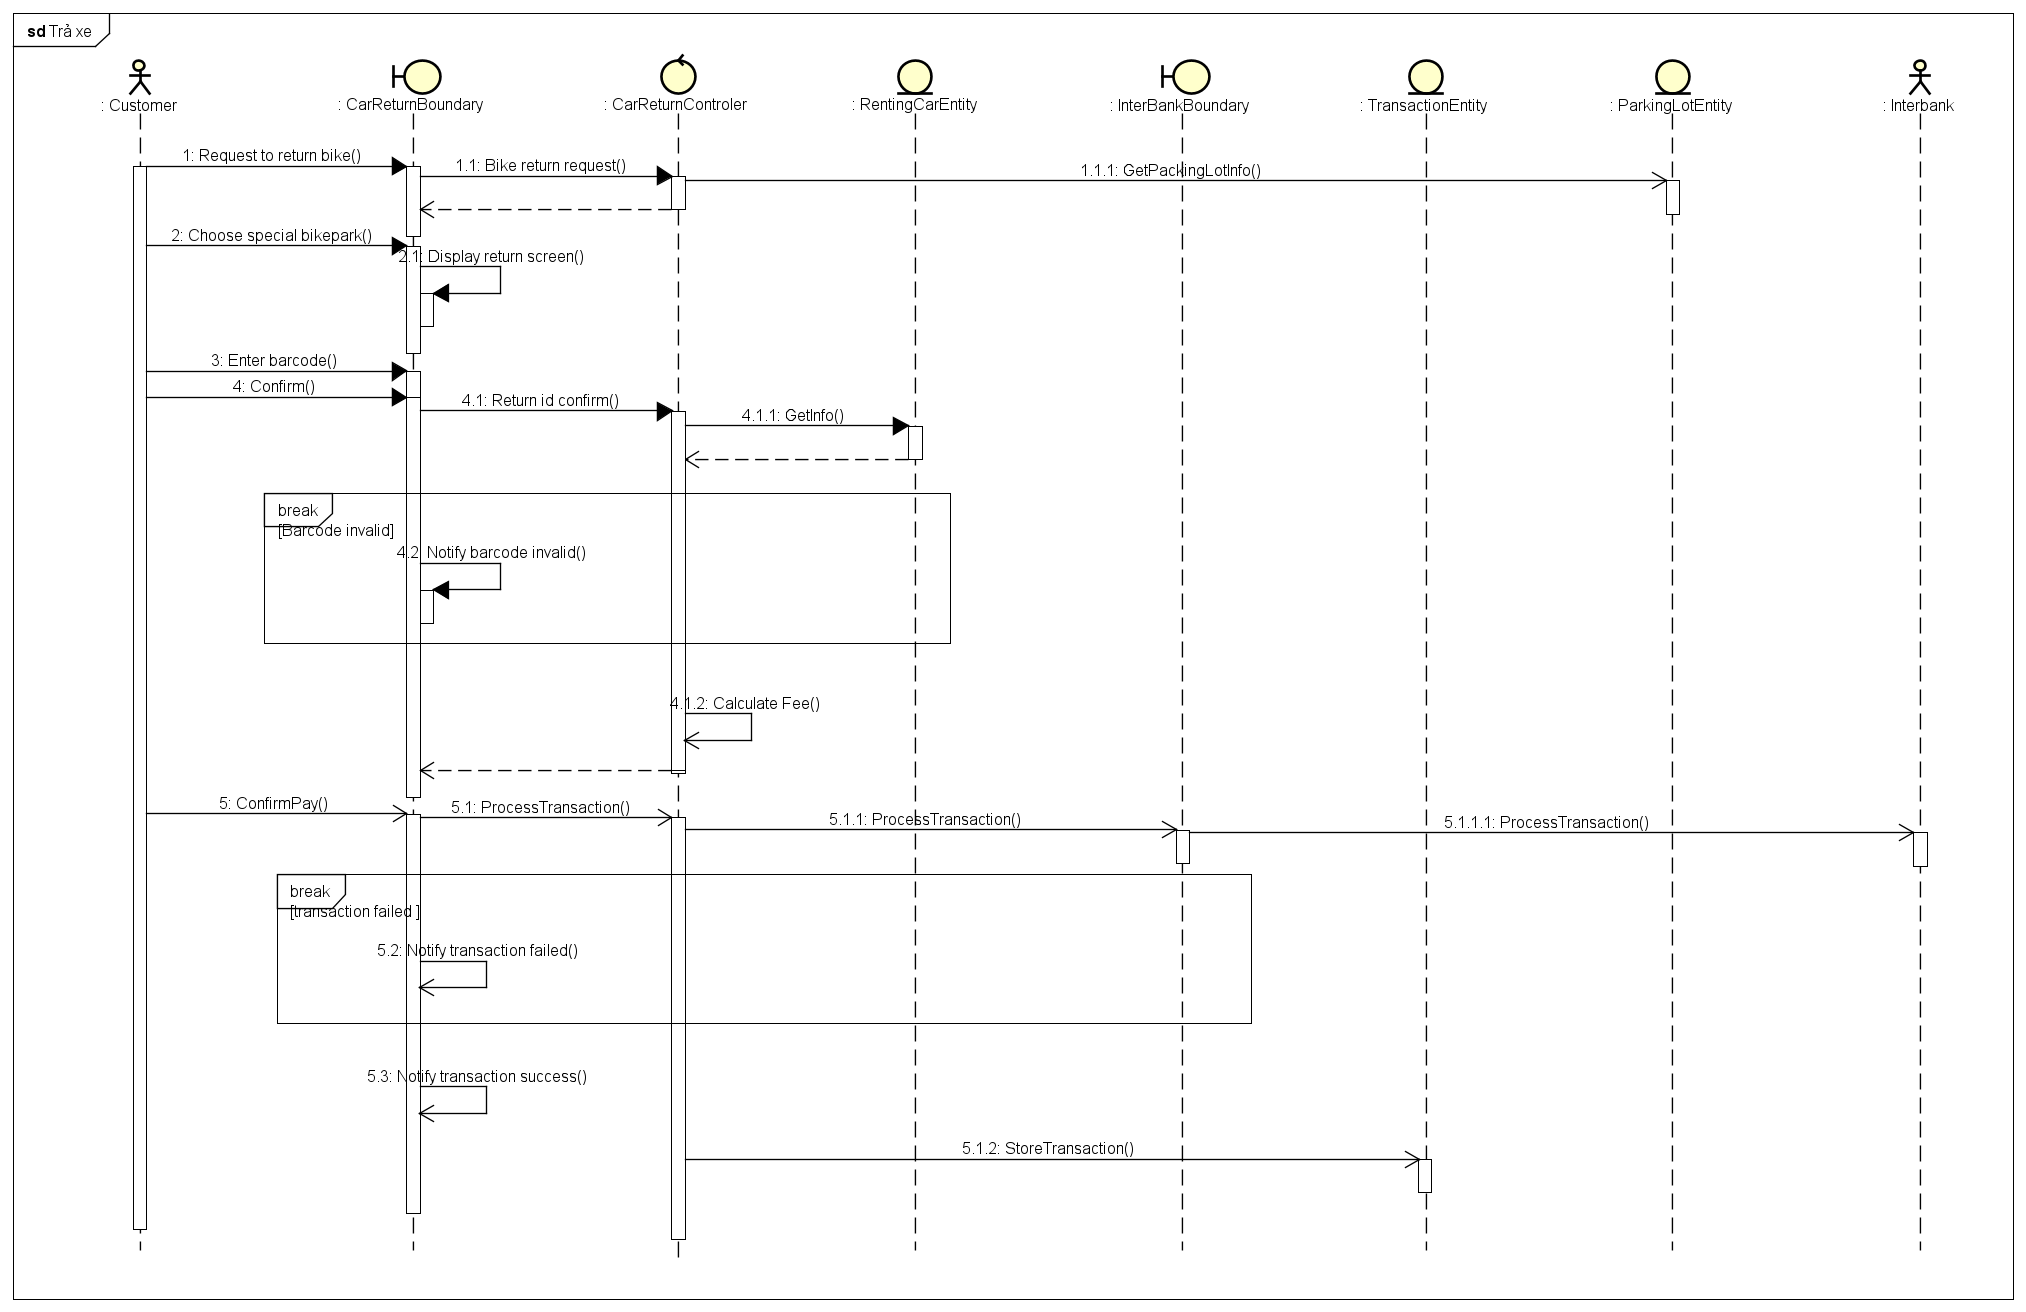 sd Trả xe
: Customer
: CarReturnBoundary
: CarReturnControler
: RentingCarEntity
: InterBankBoundary
: TransactionEntity
: ParkingLotEntity
: Interbank
1: Request to return bike()
1.1: Bike return request()
1.1.1: GetPackingLotInfo()
2: Choose special bikepark()
2.1: Display return screen()
3: Enter barcode()
4: Confirm()
4.1: Return id confirm()
4.1.1: GetInfo()
break
[Barcode invalid]
4.2: Notify barcode invalid()
4.1.2: Calculate Fee()
5: ConfirmPay()
5.1: ProcessTransaction()
5.1.1: ProcessTransaction()
5.1.1.1: ProcessTransaction()
break
[transaction failed ]
5.2: Notify transaction failed()
5.3: Notify transaction success()
5.1.2: StoreTransaction()